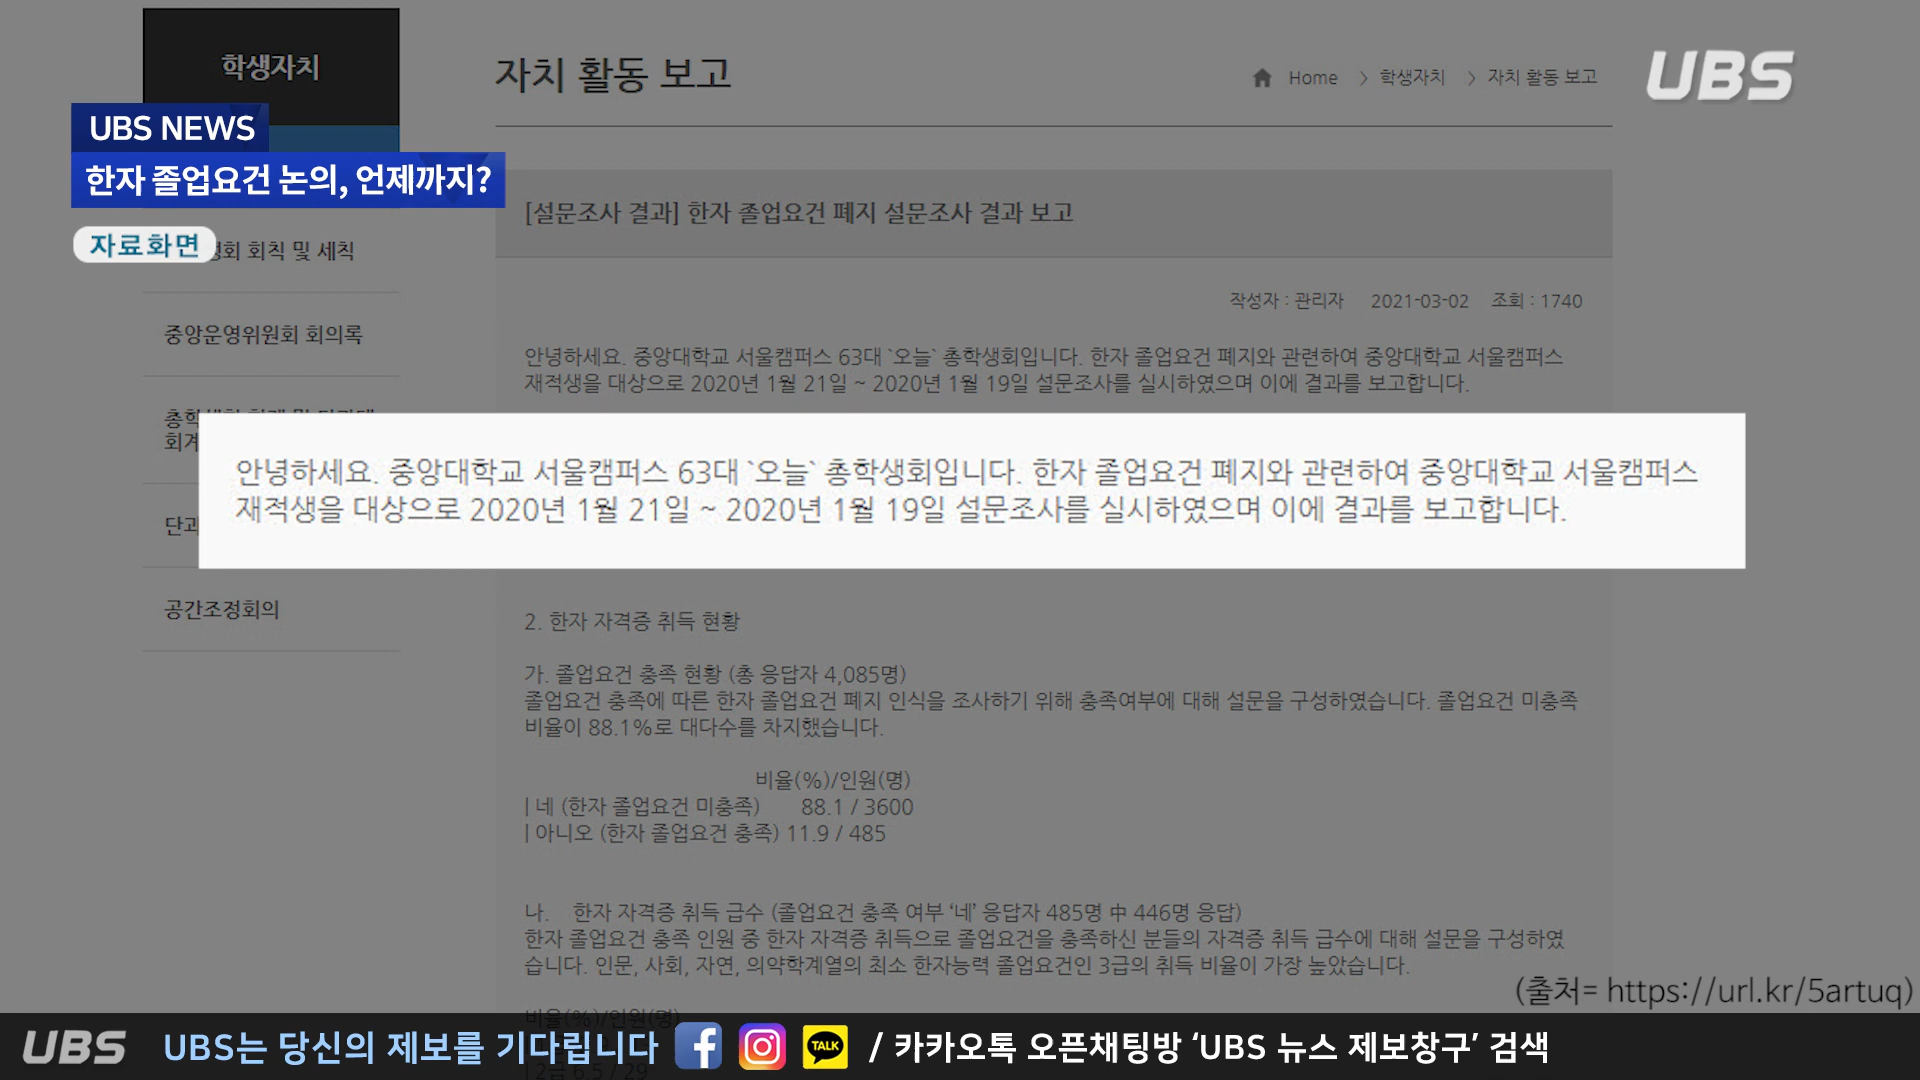 학생자치
자치 활동 보고
Home > 학생자치 > 자치 활동 보고
UBS
UBS NEWS
한자 졸업요건 논의, 언제까지?
자료화면
회 회칙 및 세칙
[설문조사 결과] 한자 졸업요건 폐지 설문조사 결과 보고
작성자 : 관리자 2021-03-02 조회 : 1740
중앙운영위원회 회의록
안녕하세요. 중앙대학교 서울캠퍼스 63대 `오늘` 총학생회입니다. 한자 졸업요건 폐지와 관련하여 중앙대학교 서울캠퍼스
재적생을 대상으로 2020년 1월 21일 ~ 2020년 1월 19일 설문조사를 실시하였으며 이에 결과를 보고합니다.
회계
안녕하세요. 중앙대학교 서울캠퍼스 63대 `오늘` 총학생회입니다. 한자 졸업요건 폐지와 관련하여 중앙대학교 서울캠퍼스
재적생을 대상으로 2020년 1월 21일 ~ 2020년 1월 19일 설문조사를 실시하였으며 이에 결과를 보고합니다.
공간조정회의
2. 한자 자격증 취득 현황
가. 졸업요건 충족 현황 (총 응답자 4,085명)
졸업요건 충족에 따른 한자 졸업요건 폐지 인식을 조사하기 위해 충족여부에 대해 설문을 구성하였습니다. 졸업요건 미충족
비율이 88.1%로 대다수를 차지했습니다.
비율(%)/인원(명)
| 네 (한자 졸업요건 미충족) 88.1 / 3600
| 아니오 (한자 졸업요건 충족) 11.9 / 485
나. 한자 자격증 취득 급수 (졸업요건 충족 여부 ‘네’ 응답자 485명 中 446명 응답)
한자 졸업요건 충족 인원 중 한자 자격증 취득으로 졸업요건을 충족하신 분들의 자격증 취득 급수에 대해 설문을 구성하였
습니다. 인문, 사회, 자연, 의약학계열의 최소 한자능력 졸업요건인 3급의 취득 비율이 가장 높았습니다.
(출처= https://url.kr/5artuq)
비율(%)/인원(명)
UBS UBS는 당신의 제보를 기다립니다 TALK / 카카오톡 오픈채팅방 ‘UBS 뉴스 제보창구’ 검색
| 2급 6.5 / 29